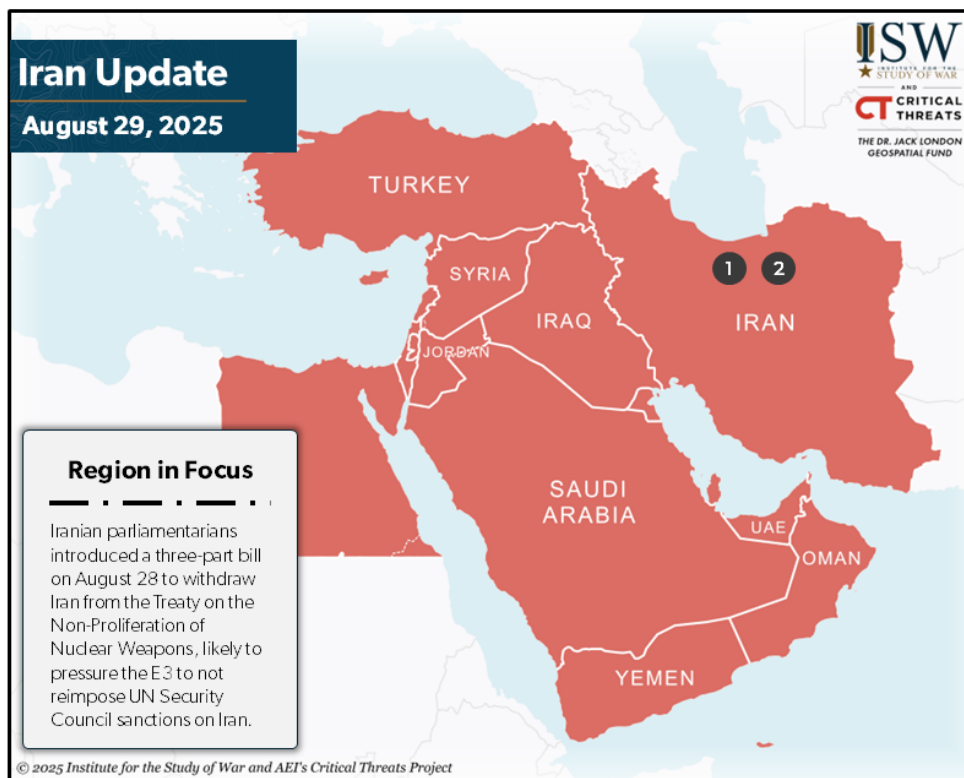 Iran Update
August 29, 2025
ISW
INSTITUTE FOR THE
STUDY OF WAR
AND
CT CRITICAL
THREATS
THE DR. JACK LONDON
GEOSPATIAL FUND
TURKEY
SYRIA
IRAQ
JORDAN
1
2
IRAN
SAUDI
ARABIA
UAE
OMAN
YEMEN
Region in Focus
Iranian parliamentarians
introduced a three-part bill
on August 28 to withdraw
Iran from the Treaty on the
Non-Proliferation of
Nuclear Weapons, likely to
pressure the E3 to not
reimpose UN Security
Council sanctions on Iran.
© 2025 Institute for the Study of War and AEI's Critical Threats Project